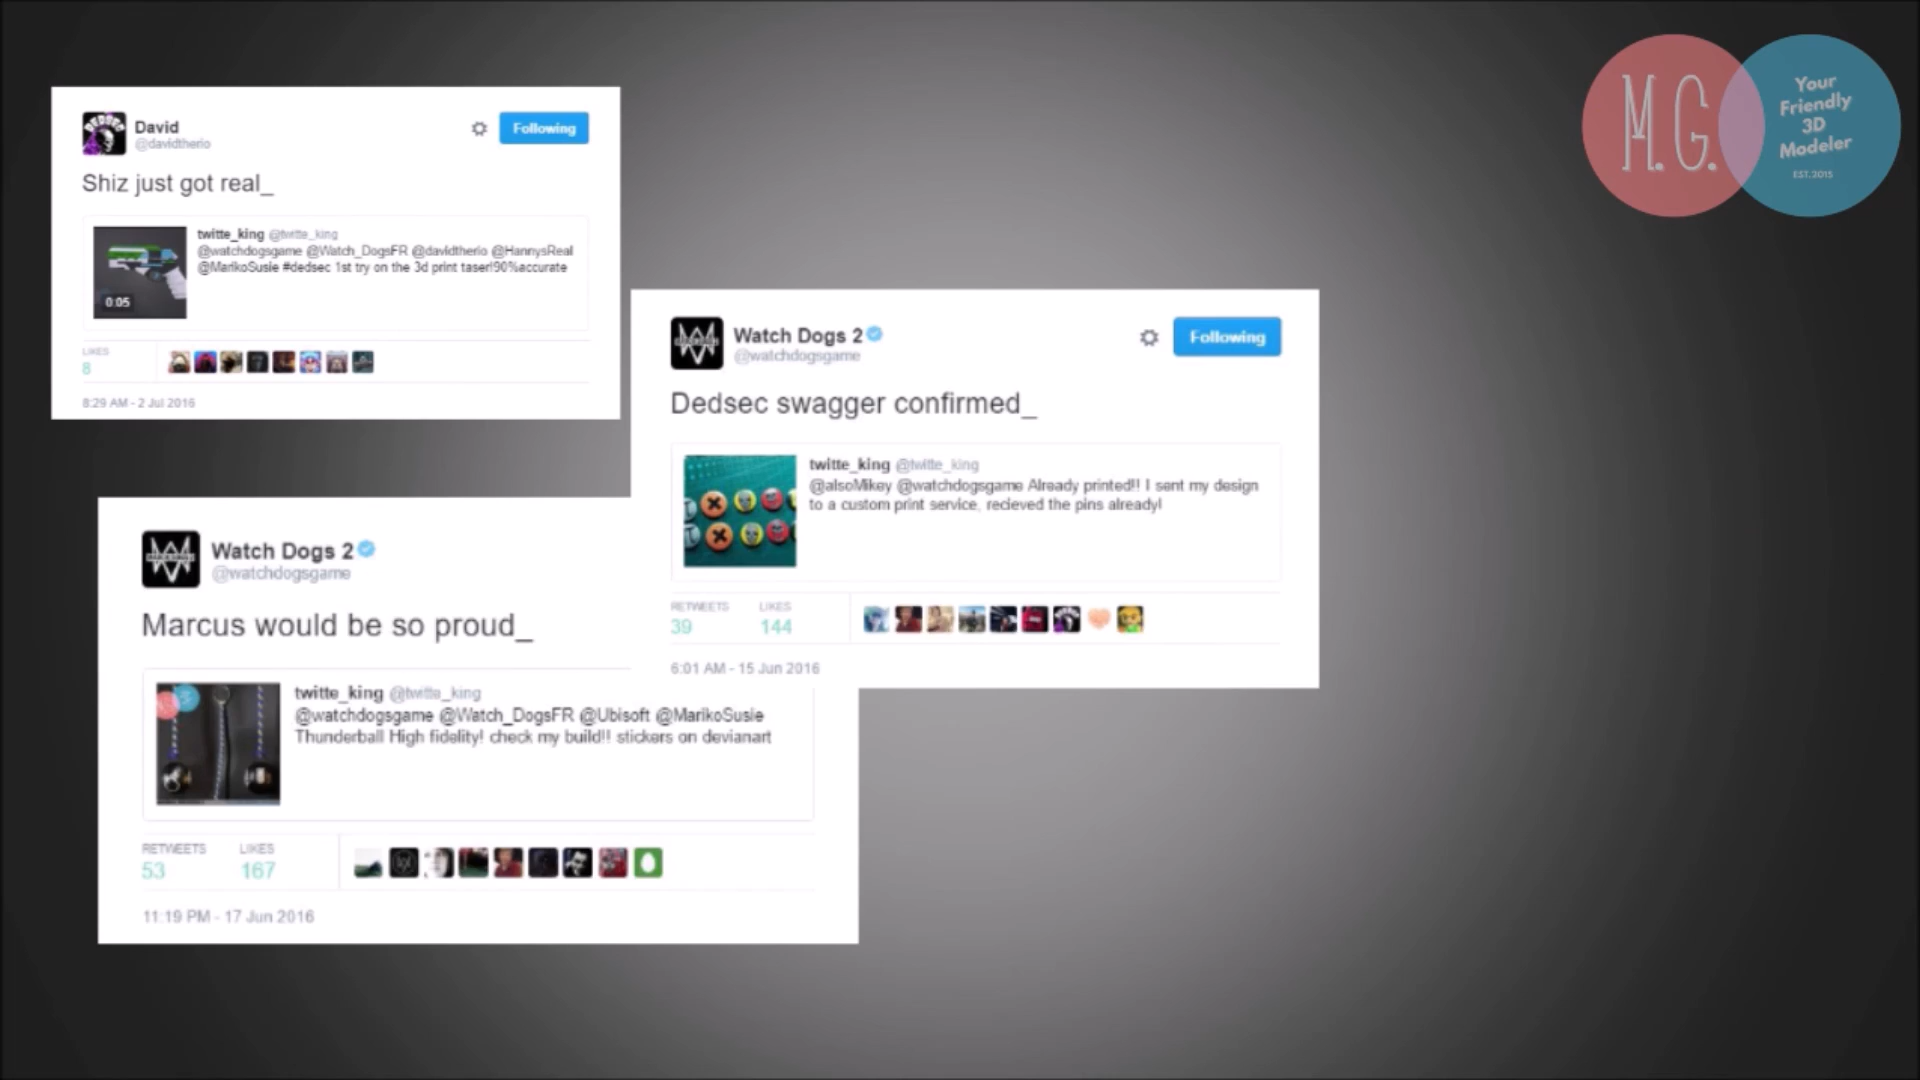 M.G.
Your
Friendly
3D
Modeler
EST.2015
David
@davidtherio
Following
Shiz just got real_
twitte_king @twitte_king
@watchdogsgame @Watch_DogsFR @davidtherio @HannysReal
@MarikoSusie #dedsec 1st try on the 3d print taser!90%accurate
0:05
LIKES
8
8:29 AM - 2 Jul 2016
Watch Dogs 2
@watchdogsgame
Following
Dedsec swagger confirmed_
twitte_king @twitte_king
@alsoMikey @watchdogsgame Already printed!! I sent my design
to a custom print service, recieved the pins already!
RETWEETS LIKES
39 144
6:01 AM - 15 Jun 2016
Watch Dogs 2
@watchdogsgame
Marcus would be so proud_
twitte_king @twitte_king
@watchdogsgame @Watch_DogsFR @Ubisoft @MarikoSusie
Thunderball High fidelity! check my build!! stickers on devianart
RETWEETS LIKES
53 167
11:19 PM - 17 Jun 2016